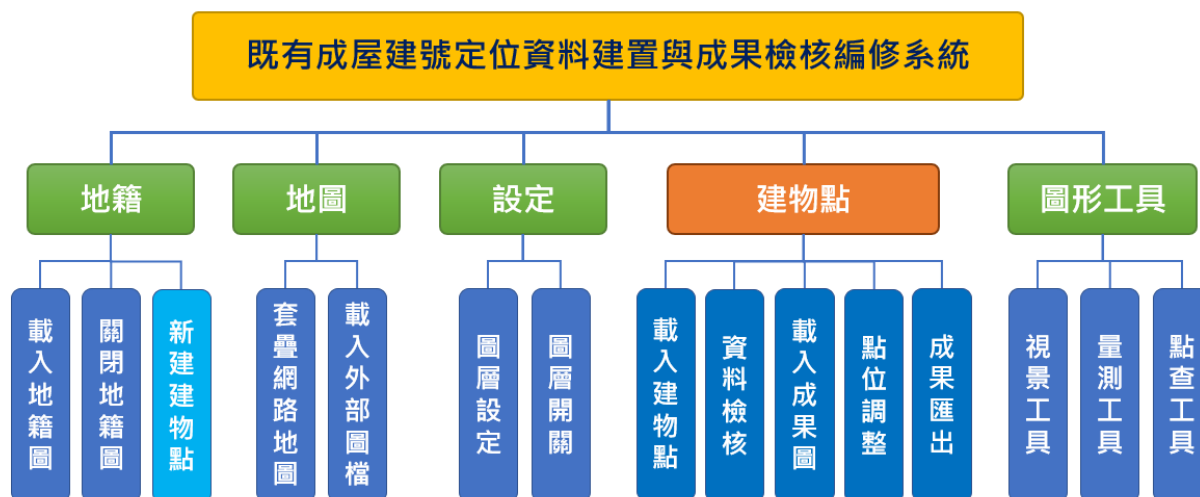 既有成屋建號定位資料建置與成果檢核編修系統
地籍
地圖
設定
建物點
圖形工具
載入地籍圖
關閉地籍圖
新建建物點
套疊網路地圖
載入外部圖檔
圖層設定
圖層開關
載入建物點
資料檢核
載入成果圖
點位調整
成果匯出
視景工具
量測工具
點查工具